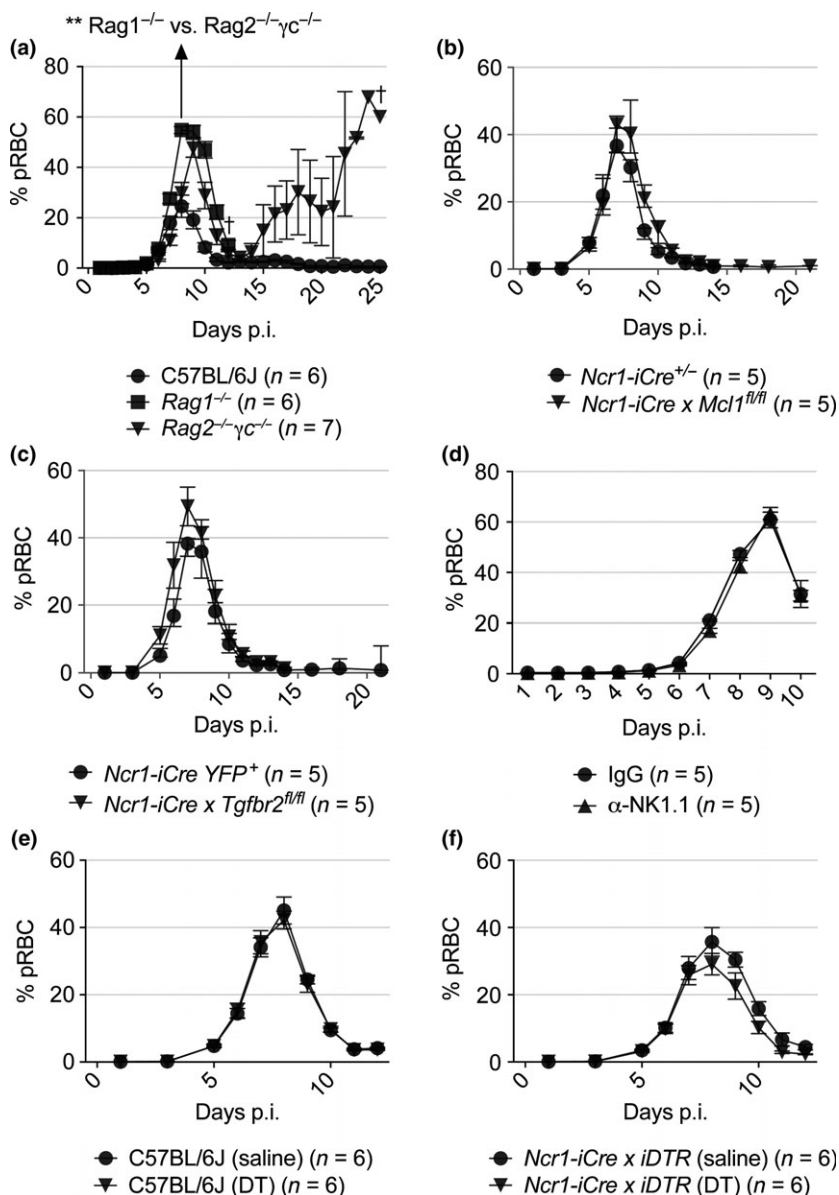 ** Rag1⁻/⁻ vs. Rag2⁻/⁻γc⁻/⁻
(a)
% pRBC
80
60
40
20
0
0 5 10 15 20 25
† †
Days p.i.
C57BL/6J (n = 6)
Rag1⁻/⁻ (n = 6)
Rag2⁻/⁻γc⁻/⁻ (n = 7)
(b)
% pRBC
60
40
20
0
0 5 10 15 20
Days p.i.
Ncr1-iCre⁺/⁻ (n = 5)
Ncr1-iCre x Mcl1ᶠˡ/ᶠˡ (n = 5)
(c)
% pRBC
60
40
20
0
0 5 10 15 20
Days p.i.
Ncr1-iCre YFP⁺ (n = 5)
Ncr1-iCre x Tgfbr2ᶠˡ/ᶠˡ (n = 5)
(d)
% pRBC
80
60
40
20
0
1 2 3 4 5 6 7 8 9 10
Days p.i.
IgG (n = 5)
α-NK1.1 (n = 5)
(e)
% pRBC
60
40
20
0
0 5 10
Days p.i.
C57BL/6J (saline) (n = 6)
C57BL/6J (DT) (n = 6)
(f)
% pRBC
60
40
20
0
0 5 10
Days p.i.
Ncr1-iCre x iDTR (saline) (n = 6)
Ncr1-iCre x iDTR (DT) (n = 6)